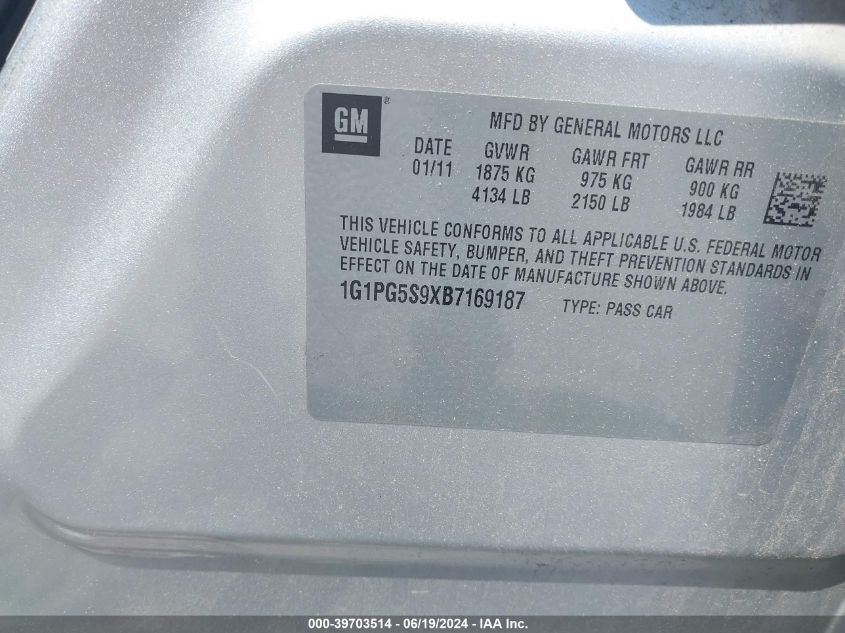 GM ®
MFD BY GENERAL MOTORS LLC
DATE GVWR GAWR FRT GAWR RR
01/11 1875 KG 975 KG 900 KG
4134 LB 2150 LB 1984 LB
THIS VEHICLE CONFORMS TO ALL APPLICABLE U.S. FEDERAL MOTOR
VEHICLE SAFETY, BUMPER, AND THEFT PREVENTION STANDARDS IN
EFFECT ON THE DATE OF MANUFACTURE SHOWN ABOVE.
1G1PG5S9XB7169187 TYPE: PASS CAR
000-39703514 - 06/19/2024 - IAA Inc.